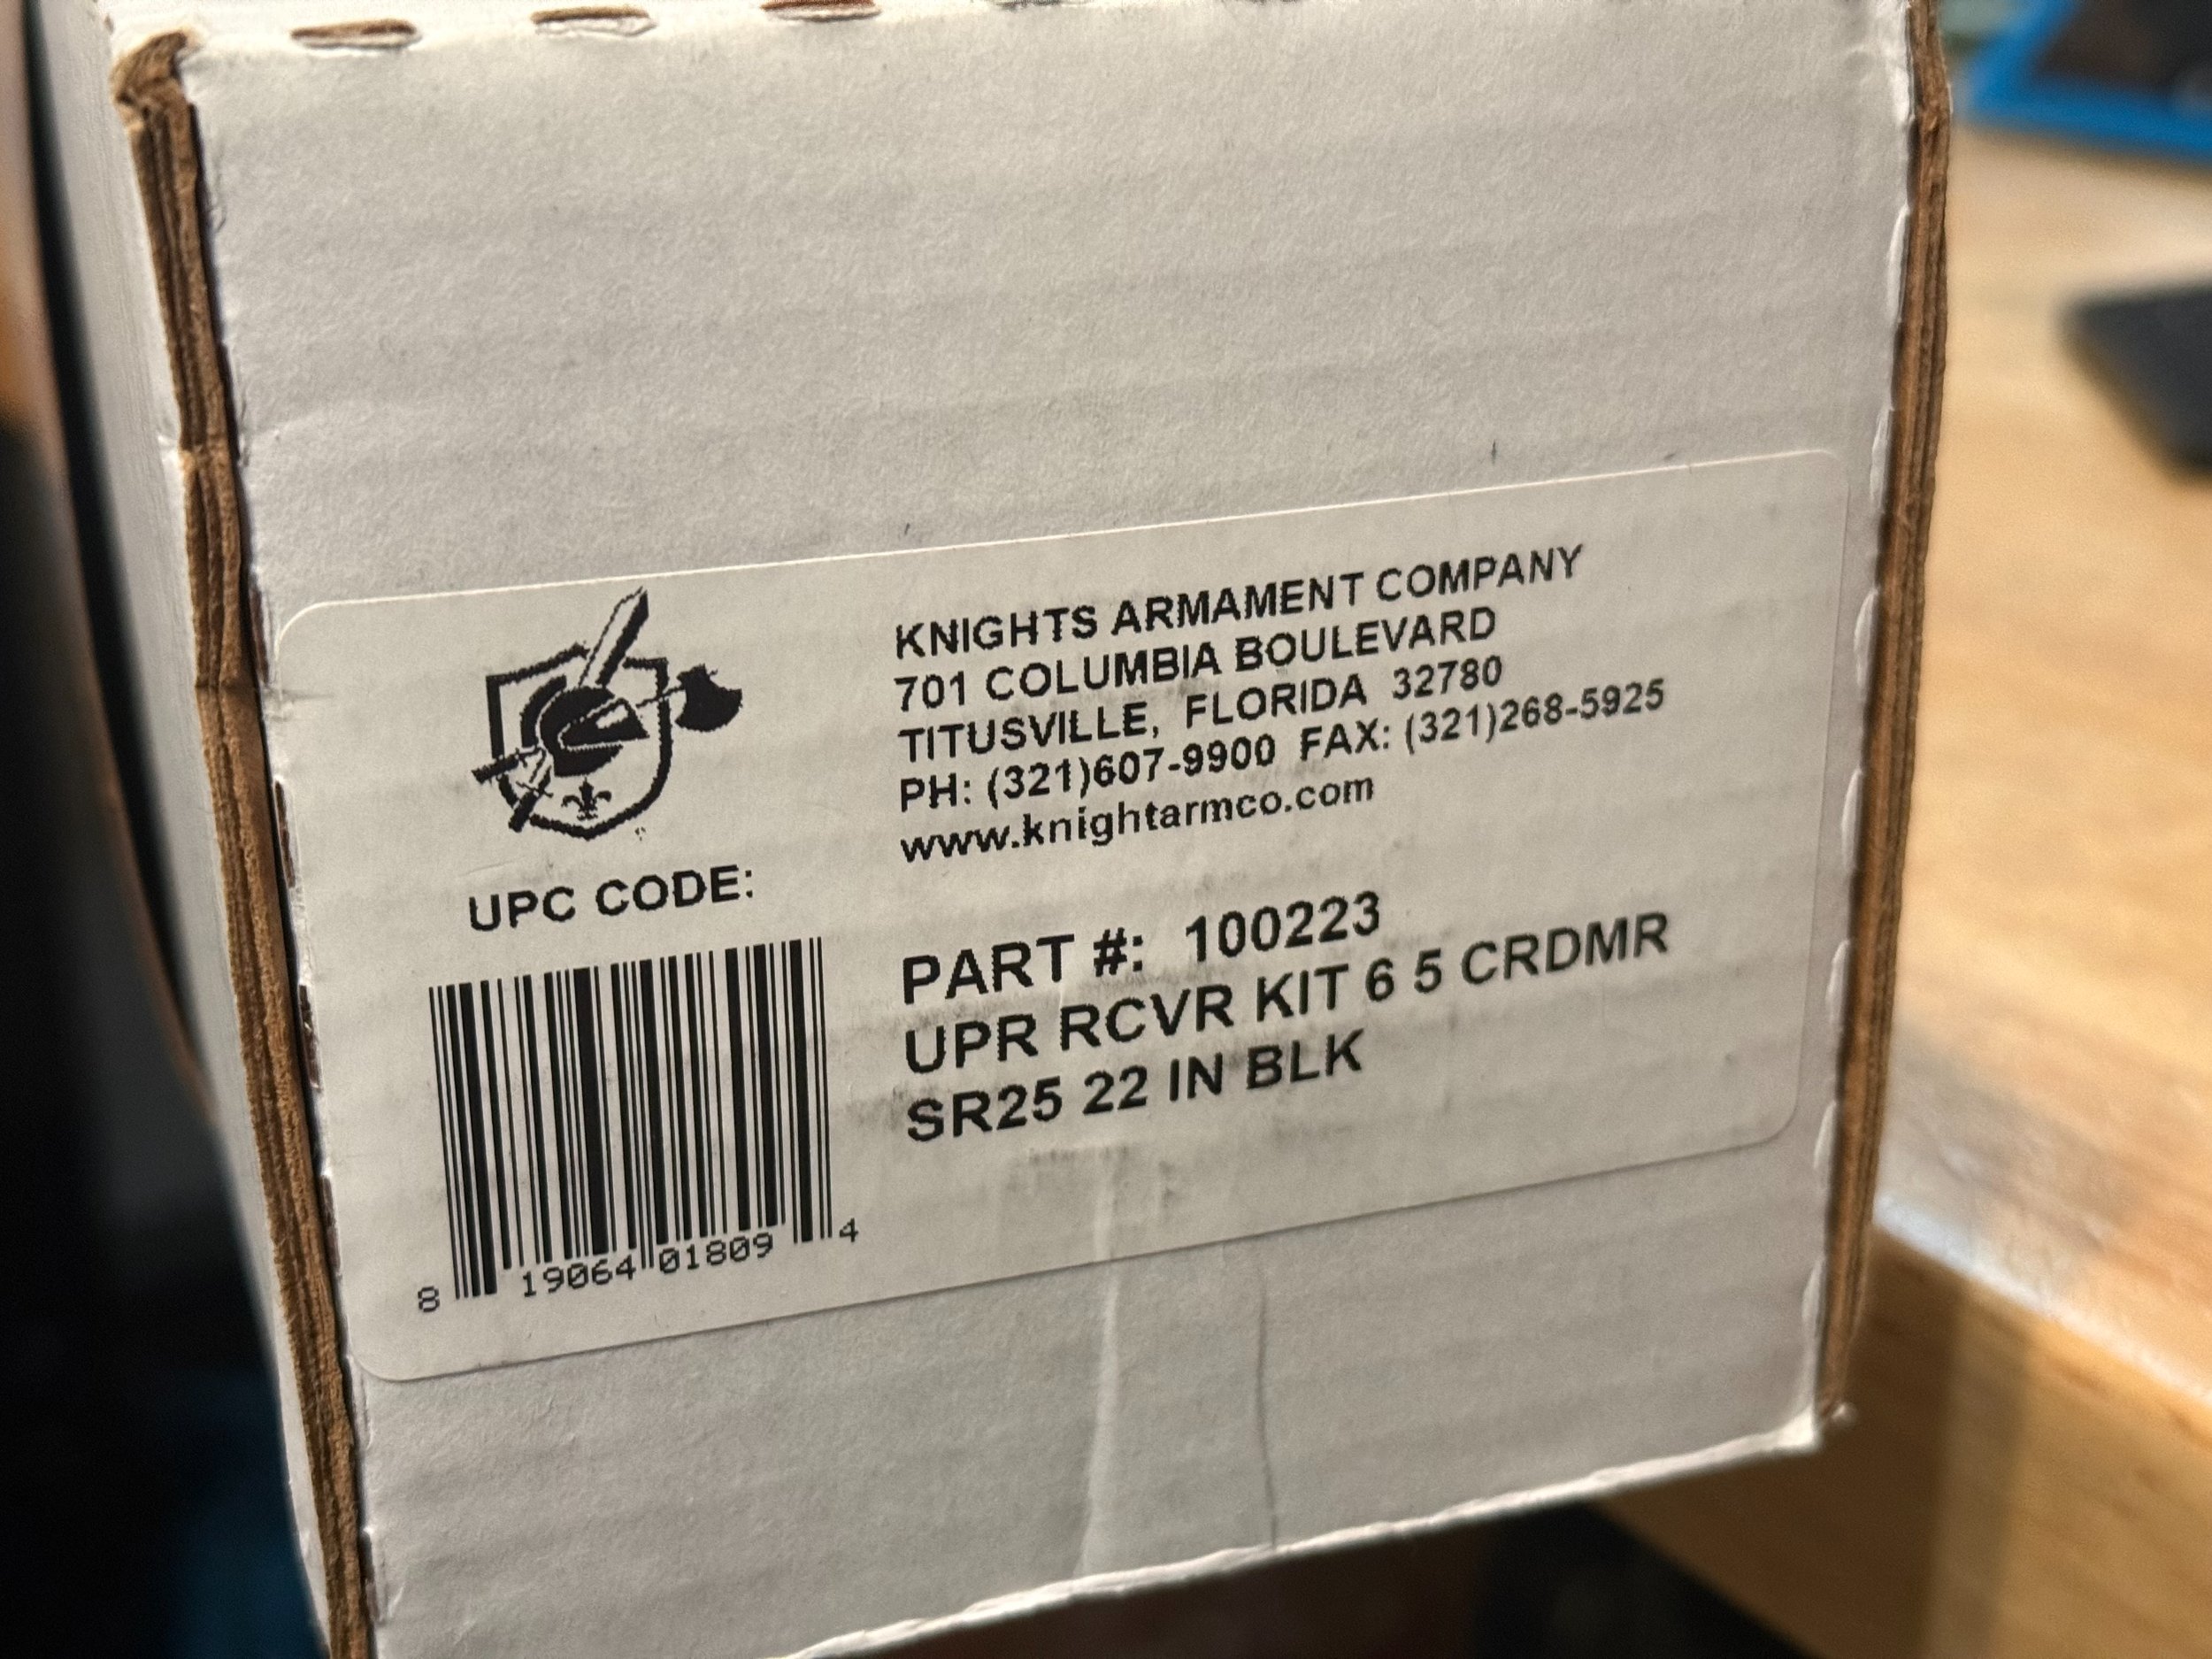 KNIGHTS ARMAMENT COMPANY
701 COLUMBIA BOULEVARD
TITUSVILLE, FLORIDA 32780
PH: (321)607-9900 FAX: (321)268-5925
www.knightarmco.com
UPC CODE:
8 19064 01809 4
PART #: 100223
UPR RCVR KIT 6 5 CRDMR
SR25 22 IN BLK